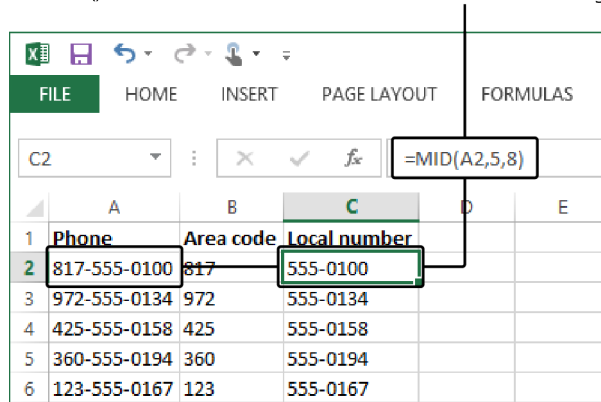 FILE HOME INSERT PAGE LAYOUT FORMULAS
C2 fx =MID(A2,5,8)
A B C D E
1 Phone Area code Local number
2 817-555-0100 817 555-0100
3 972-555-0134 972 555-0134
4 425-555-0158 425 555-0158
5 360-555-0194 360 555-0194
6 123-555-0167 123 555-0167